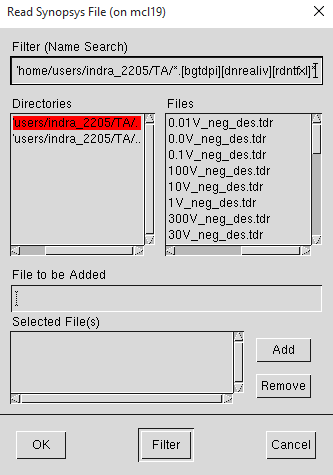 Read Synopsys File (on mcl19)
Filter (Name Search)
'home/users/indra_2205/TA/*.[bgtdpi][dnrealiv][rdntfxl]*
Directories
Files
'users/indra_2205/TA/.
'users/indra_2205/TA/..
0.01V_neg_des.tdr
0.0V_neg_des.tdr
0.1V_neg_des.tdr
100V_neg_des.tdr
10V_neg_des.tdr
1V_neg_des.tdr
300V_neg_des.tdr
30V_neg_des.tdr
File to be Added
Selected File(s)
Add
Remove
OK
Filter
Cancel